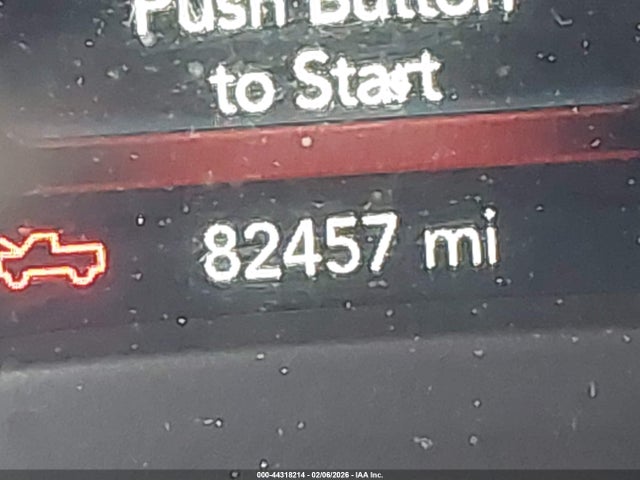 Push Button
to Start
82457 mi
000-44318214 - 02/06/2026 - IAA Inc.